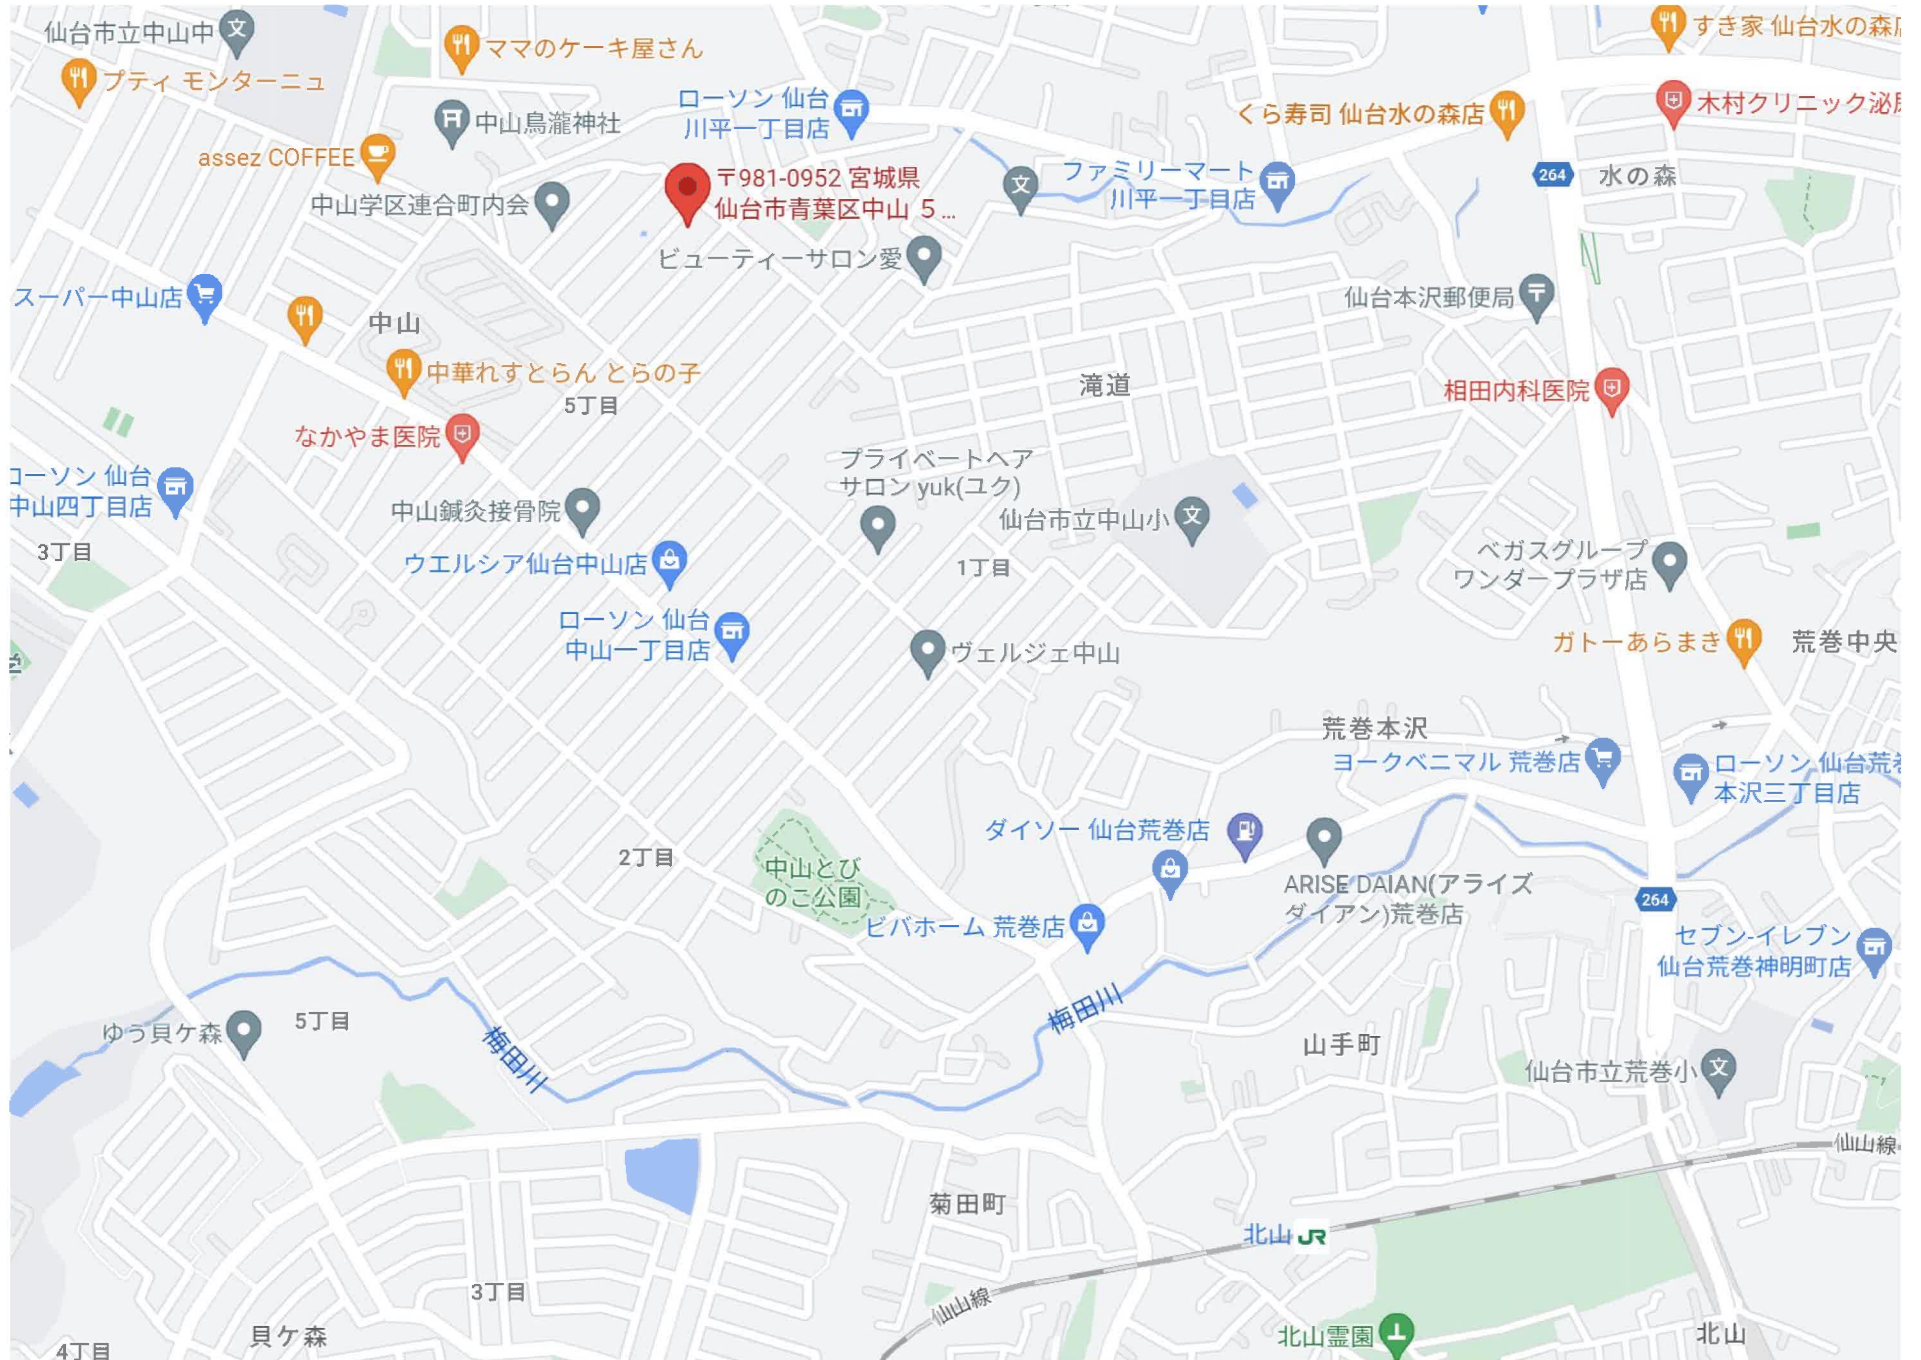 仙台市立中山中
ママのケーキ屋さん
プティ モンターニュ
すき家 仙台水の森店
ローソン 仙台
川平一丁目店
中山鳥瀧神社
くら寿司 仙台水の森店
木村クリニック泌
assez COFFEE
〒981-0952 宮城県
仙台市青葉区中山 5...
ファミリーマート
川平一丁目店
264
水の森
中山学区連合町内会
ビューティーサロン愛
スーパー中山店
仙台本沢郵便局
中山
中華れすとらん とらの子
5丁目
滝道
相田内科医院
なかやま医院
プライベートヘア
サロン yuk(ユク)
ローソン 仙台
中山四丁目店
中山鍼灸接骨院
仙台市立中山小
3丁目
ウエルシア仙台中山店
1丁目
ベガスグループ
ワンダープラザ店
ローソン 仙台
中山一丁目店
ヴェルジェ中山
ガトーあらまき
荒巻中央
学
荒巻本沢
ヨークベニマル 荒巻店
ローソン 仙台荒巻
本沢三丁目店
ダイソー 仙台荒巻店
2丁目
中山とび
のこ公園
ARISE DAIAN(アライズ
ダイアン)荒巻店
264
ビバホーム 荒巻店
セブン-イレブン
仙台荒巻神明町店
梅田川
ゆう貝ケ森
5丁目
梅田川
山手町
仙台市立荒巻小
仙山線
菊田町
北山 JR
3丁目
仙山線
貝ケ森
北山霊園
北山
4丁目